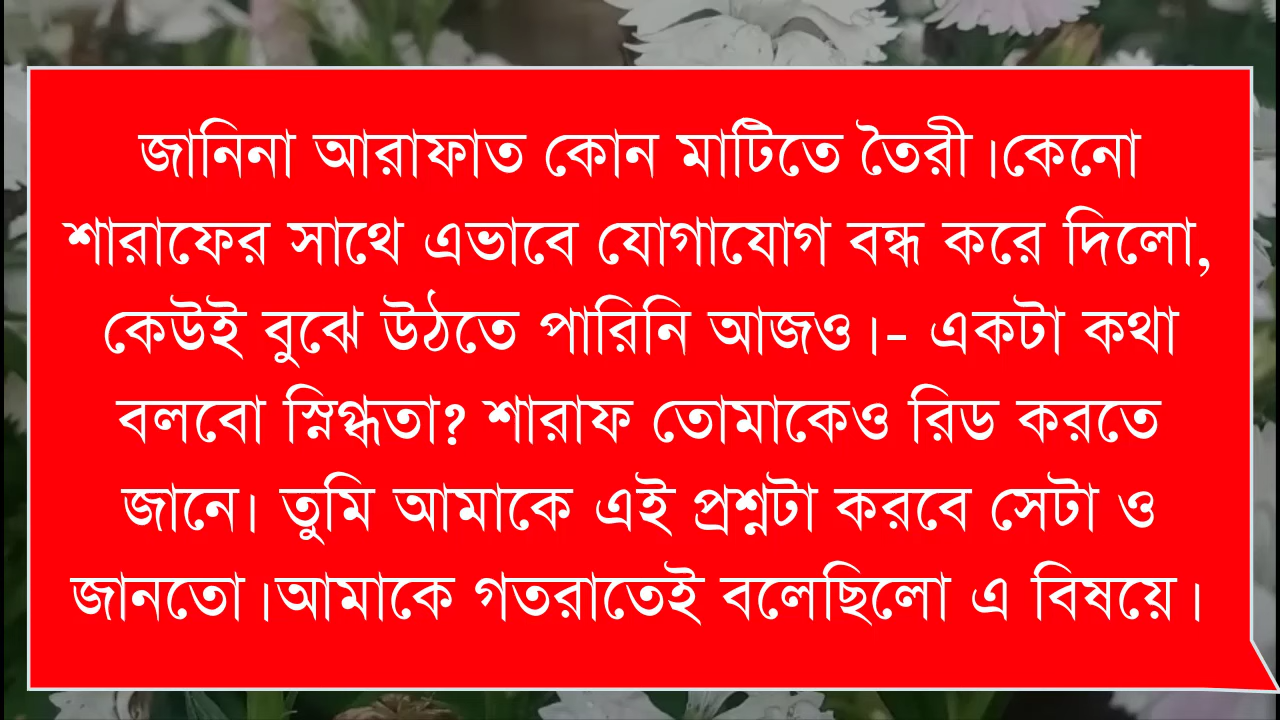 জানিনা আরাফাত কোন মাটিতে তৈরী।কেনো
শারাফের সাথে এভাবে যোগাযোগ বন্ধ করে দিলো,
কেউই বুঝে উঠতে পারিনি আজও।- একটা কথা
বলবো স্নিগ্ধতা? শারাফ তোমাকেও রিড করতে
জানে। তুমি আমাকে এই প্রশ্নটা করবে সেটা ও
জানতো।আমাকে গতরাতেই বলেছিলো এ বিষয়ে।